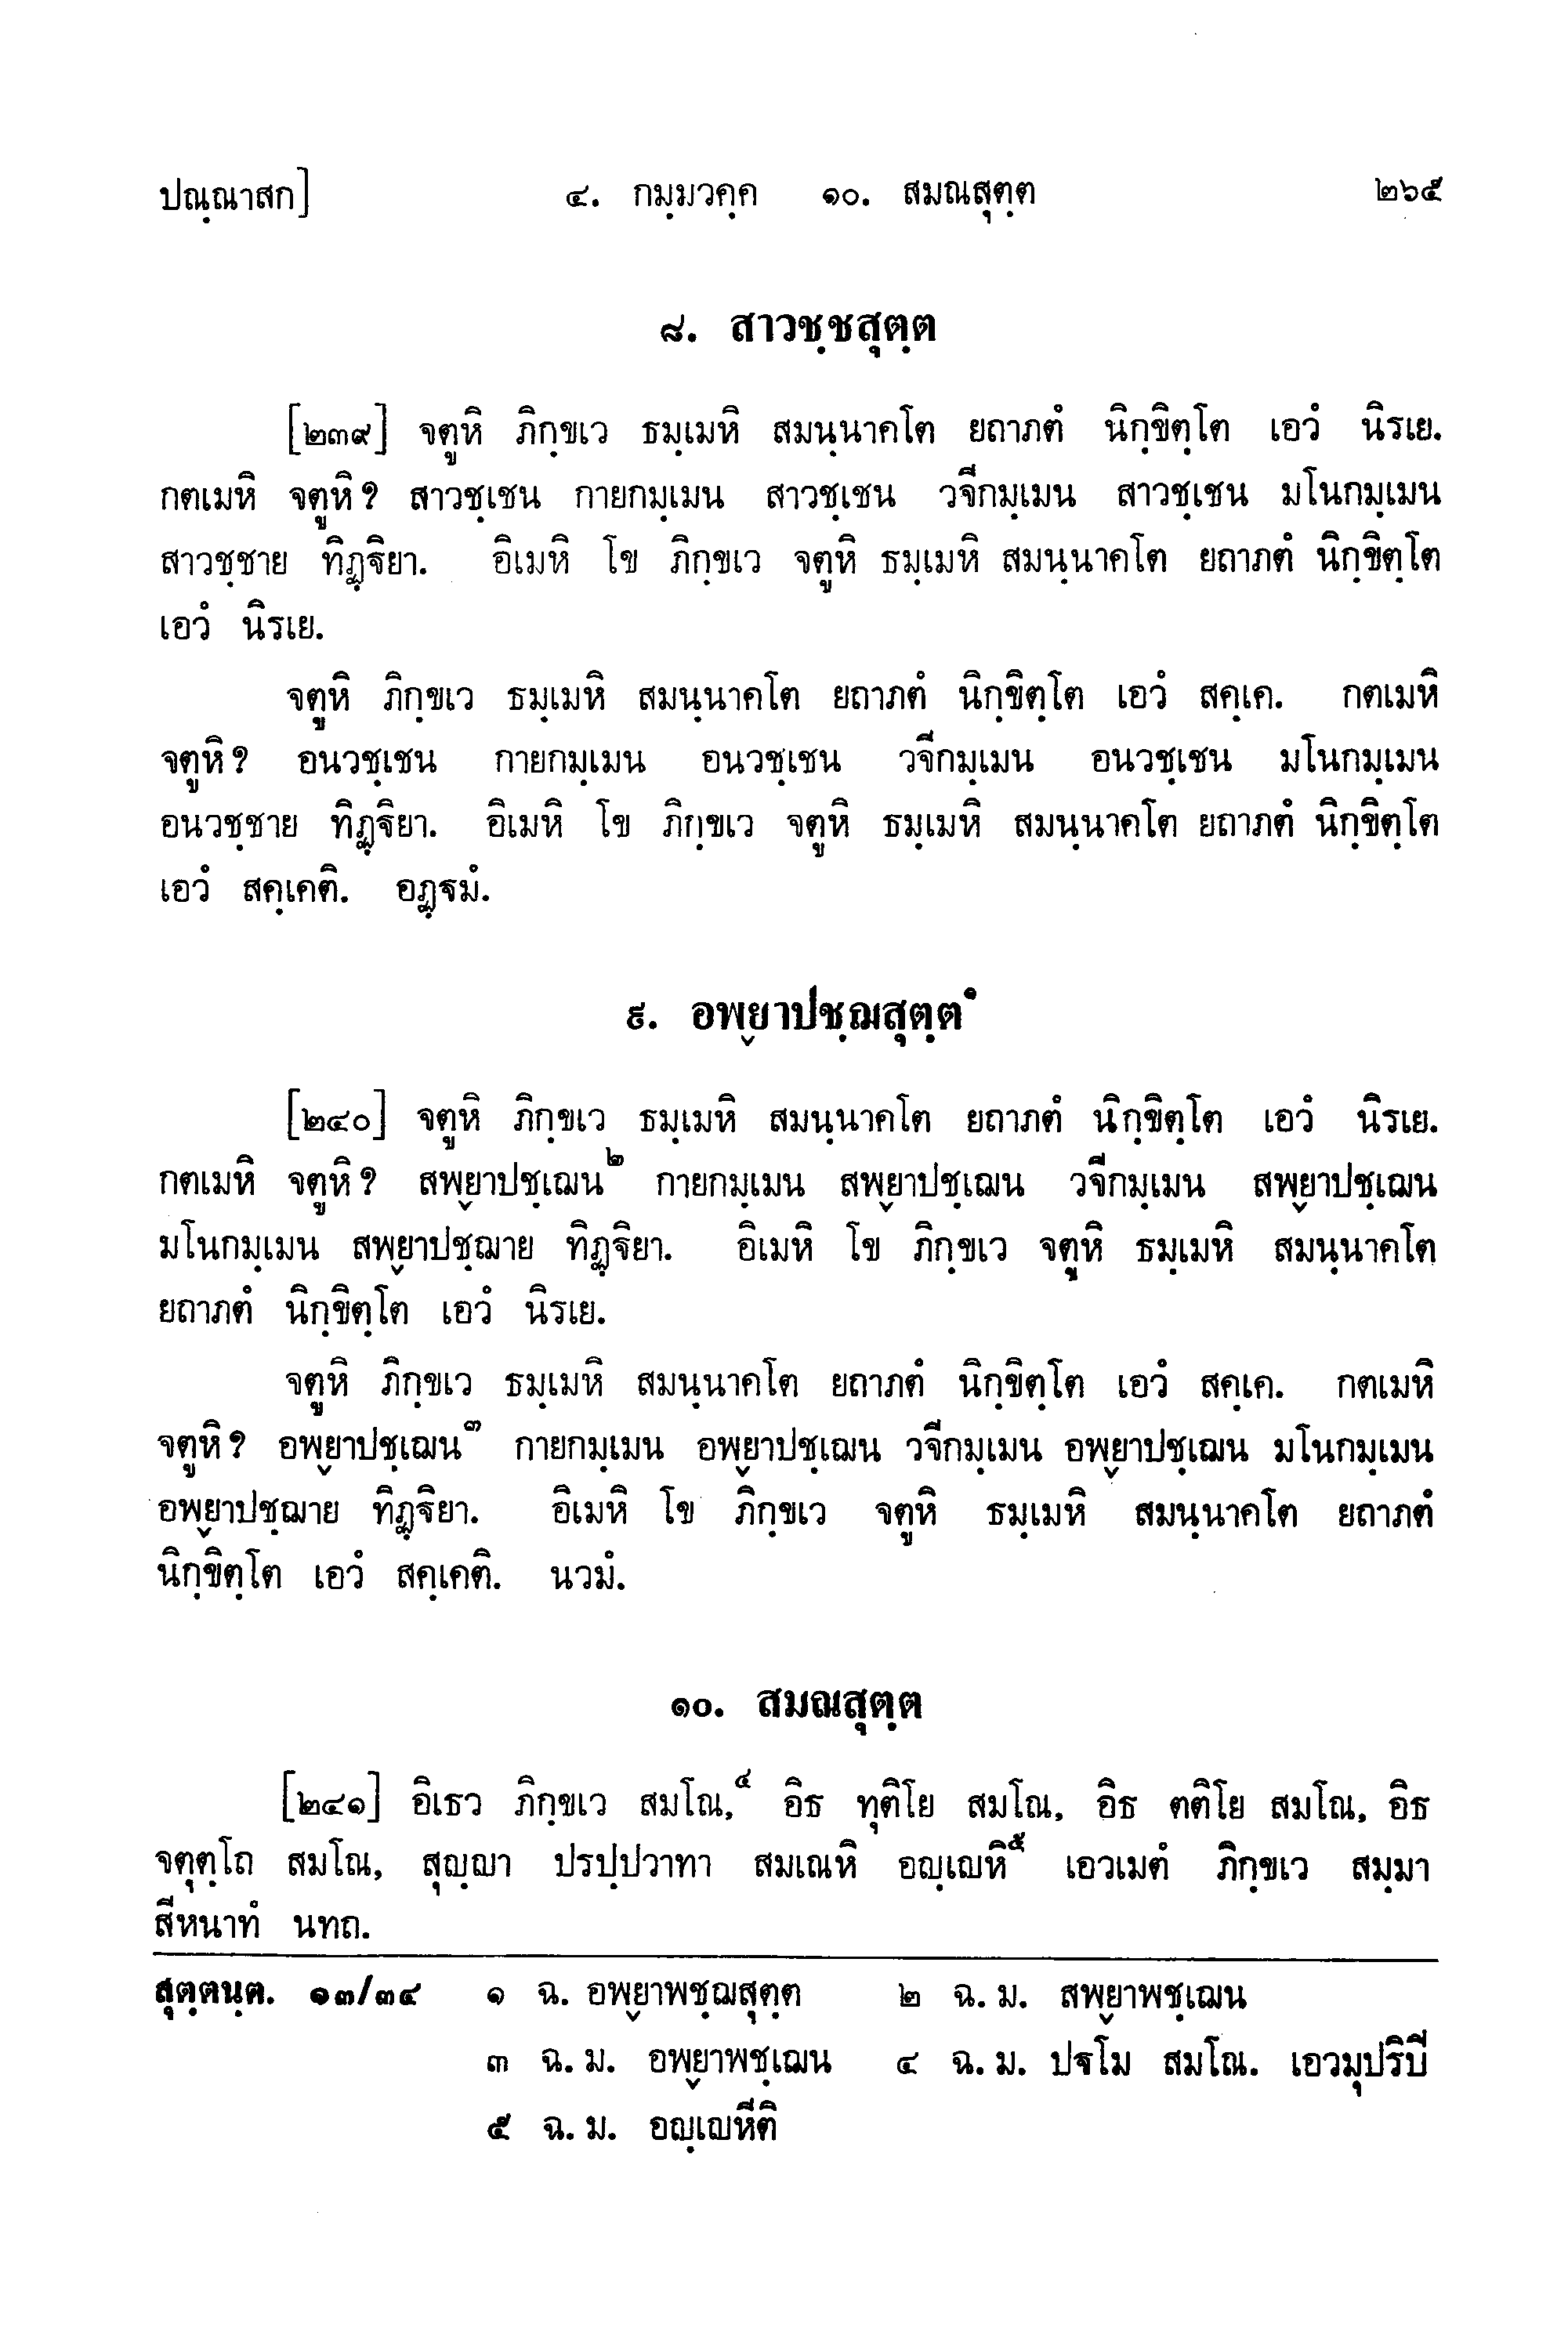 ปณฺณาสก] ๔. กมฺมวคฺค ๑๐. สมณสุตฺต ๒๖๕
๘. สาวชฺชสุตฺต
[๒๓๙] จตูหิ ภิกฺขเว ธมฺเมหิ สมนฺนาคโต ยถาภตํ นิกฺขิตฺโต เอวํ นิรเย.
กตเมหิ จตูหิ? สาวชฺเชน กายกมฺเมน สาวชฺเชน วจีกมฺเมน สาวชฺเชน มโนกมฺเมน
สาวชฺชาย ทิฏฺฐิยา. อิเมหิ โข ภิกฺขเว จตูหิ ธมฺเมหิ สมนฺนาคโต ยถาภตํ นิกฺขิตฺโต
เอวํ นิรเย.
จตูหิ ภิกฺขเว ธมฺเมหิ สมนฺนาคโต ยถาภตํ นิกฺขิตฺโต เอวํ สคฺเค. กตเมหิ
จตูหิ? อนวชฺเชน กายกมฺเมน อนวชฺเชน วจีกมฺเมน อนวชฺเชน มโนกมฺเมน
อนวชฺชาย ทิฏฺฐิยา. อิเมหิ โข ภิกฺขเว จตูหิ ธมฺเมหิ สมนฺนาคโต ยถาภตํ นิกฺขิตฺโต
เอวํ สคฺเคติ. อฏฺฐมํ.
๙. อพฺยาปชฺฌสุตฺต๑
[๒๔๐] จตูหิ ภิกฺขเว ธมฺเมหิ สมนฺนาคโต ยถาภตํ นิกฺขิตฺโต เอวํ นิรเย.
กตเมหิ จตูหิ? สพฺยาปชฺเฌน๒ กายกมฺเมน สพฺยาปชฺเฌน วจีกมฺเมน สพฺยาปชฺเฌน
มโนกมฺเมน สพฺยาปชฺฌาย ทิฏฺฐิยา. อิเมหิ โข ภิกฺขเว จตูหิ ธมฺเมหิ สมนฺนาคโต
ยถาภตํ นิกฺขิตฺโต เอวํ นิรเย.
จตูหิ ภิกฺขเว ธมฺเมหิ สมนฺนาคโต ยถาภตํ นิกฺขิตฺโต เอวํ สคฺเค. กตเมหิ
จตูหิ? อพฺยาปชฺเฌน๓ กายกมฺเมน อพฺยาปชฺเฌน วจีกมฺเมน อพฺยาปชฺเฌน มโนกมฺเมน
อพฺยาปชฺฌาย ทิฏฺฐิยา. อิเมหิ โข ภิกฺขเว จตูหิ ธมฺเมหิ สมนฺนาคโต ยถาภตํ
นิกฺขิตฺโต เอวํ สคฺเคติ. นวมํ.
๑๐. สมณสุตฺต
[๒๔๑] อิเธว ภิกฺขเว สมโณ,๔ อิธ ทุติโย สมโณ, อิธ ตติโย สมโณ, อิธ
จตุตฺโถ สมโณ, สุญฺญา ปรปฺปวาทา สมเณหิ อญฺเญหิ๕ เอวเมตํ ภิกฺขเว สมฺมา
สีหนาทํ นทถ.
สุตฺตนฺต. ๑๓/๓๔ ๑ ฉ. อพฺยาพชฺฌสุตฺต ๒ ฉ. ม. สพฺยาพชฺเฌน
๓ ฉ. ม. อพฺยาพชฺเฌน ๔ ฉ. ม. ปฐโม สมโณ. เอวมุปริปี
๕ ฉ. ม. อญฺเญหีติ